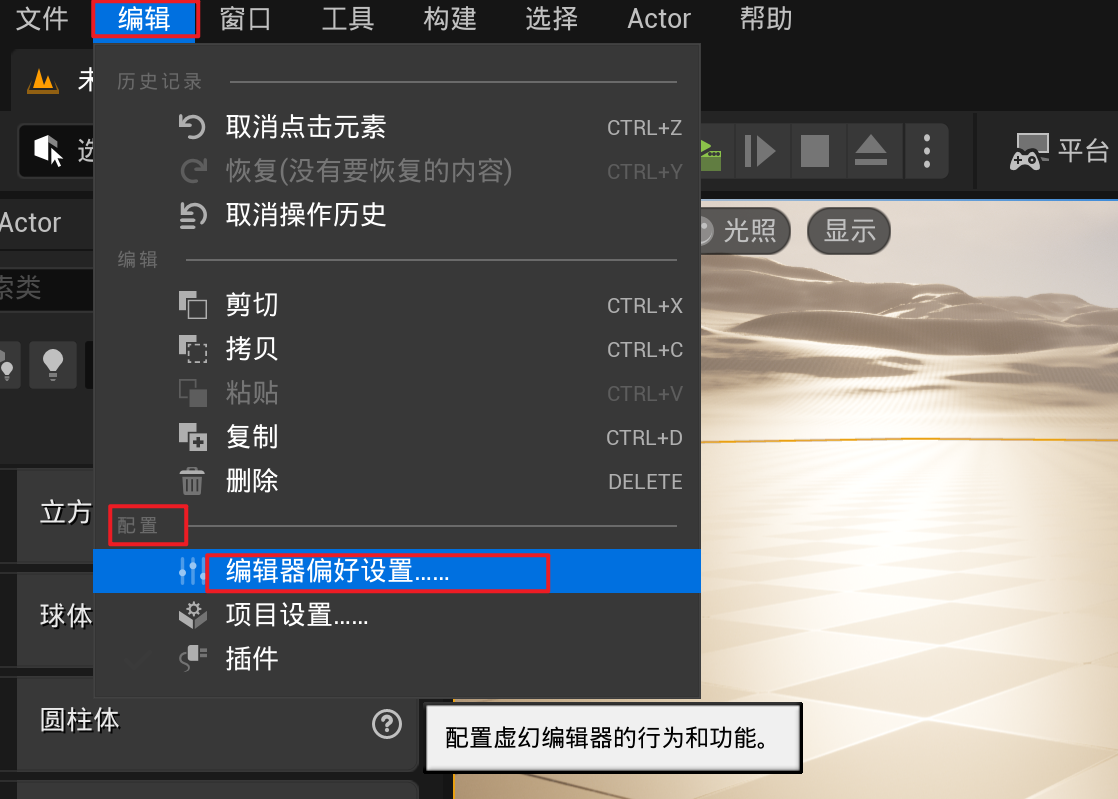 文件 编辑 窗口 工具 构建 选择 Actor 帮助
历史记录
取消点击元素 CTRL+Z
恢复(没有要恢复的内容) CTRL+Y
取消操作历史
编辑
剪切 CTRL+X
拷贝 CTRL+C
粘贴 CTRL+V
复制 CTRL+D
删除 DELETE
配置
编辑器偏好设置......
项目设置......
插件
配置虚幻编辑器的行为和功能。
平台
光照 显示
Actor
索类
立方
球体
圆柱体